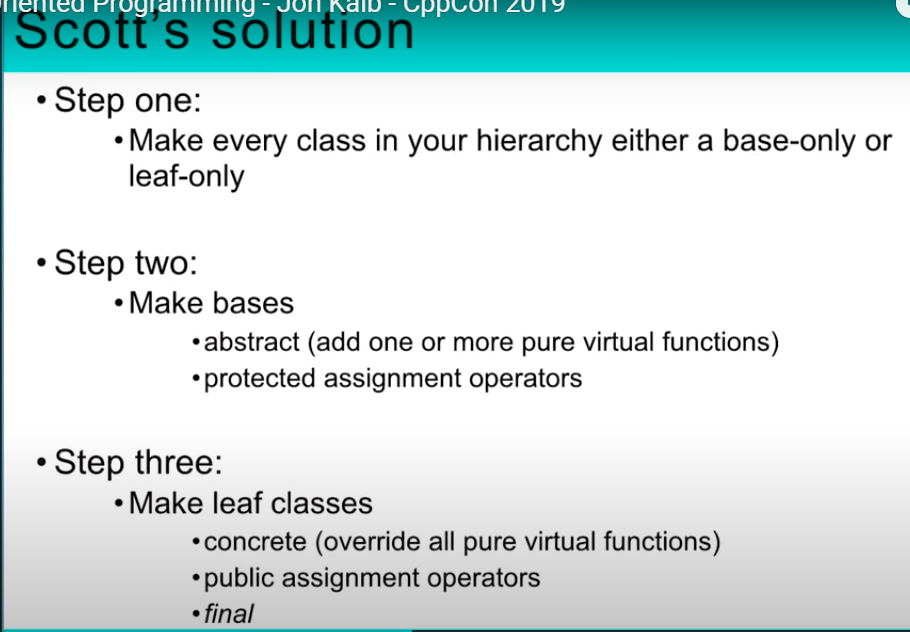 Oriented Programming - Jon Kalb - CppCon 2019
Scott's solution
• Step one:
• Make every class in your hierarchy either a base-only or
leaf-only
• Step two:
• Make bases
• abstract (add one or more pure virtual functions)
• protected assignment operators
• Step three:
• Make leaf classes
• concrete (override all pure virtual functions)
• public assignment operators
• final